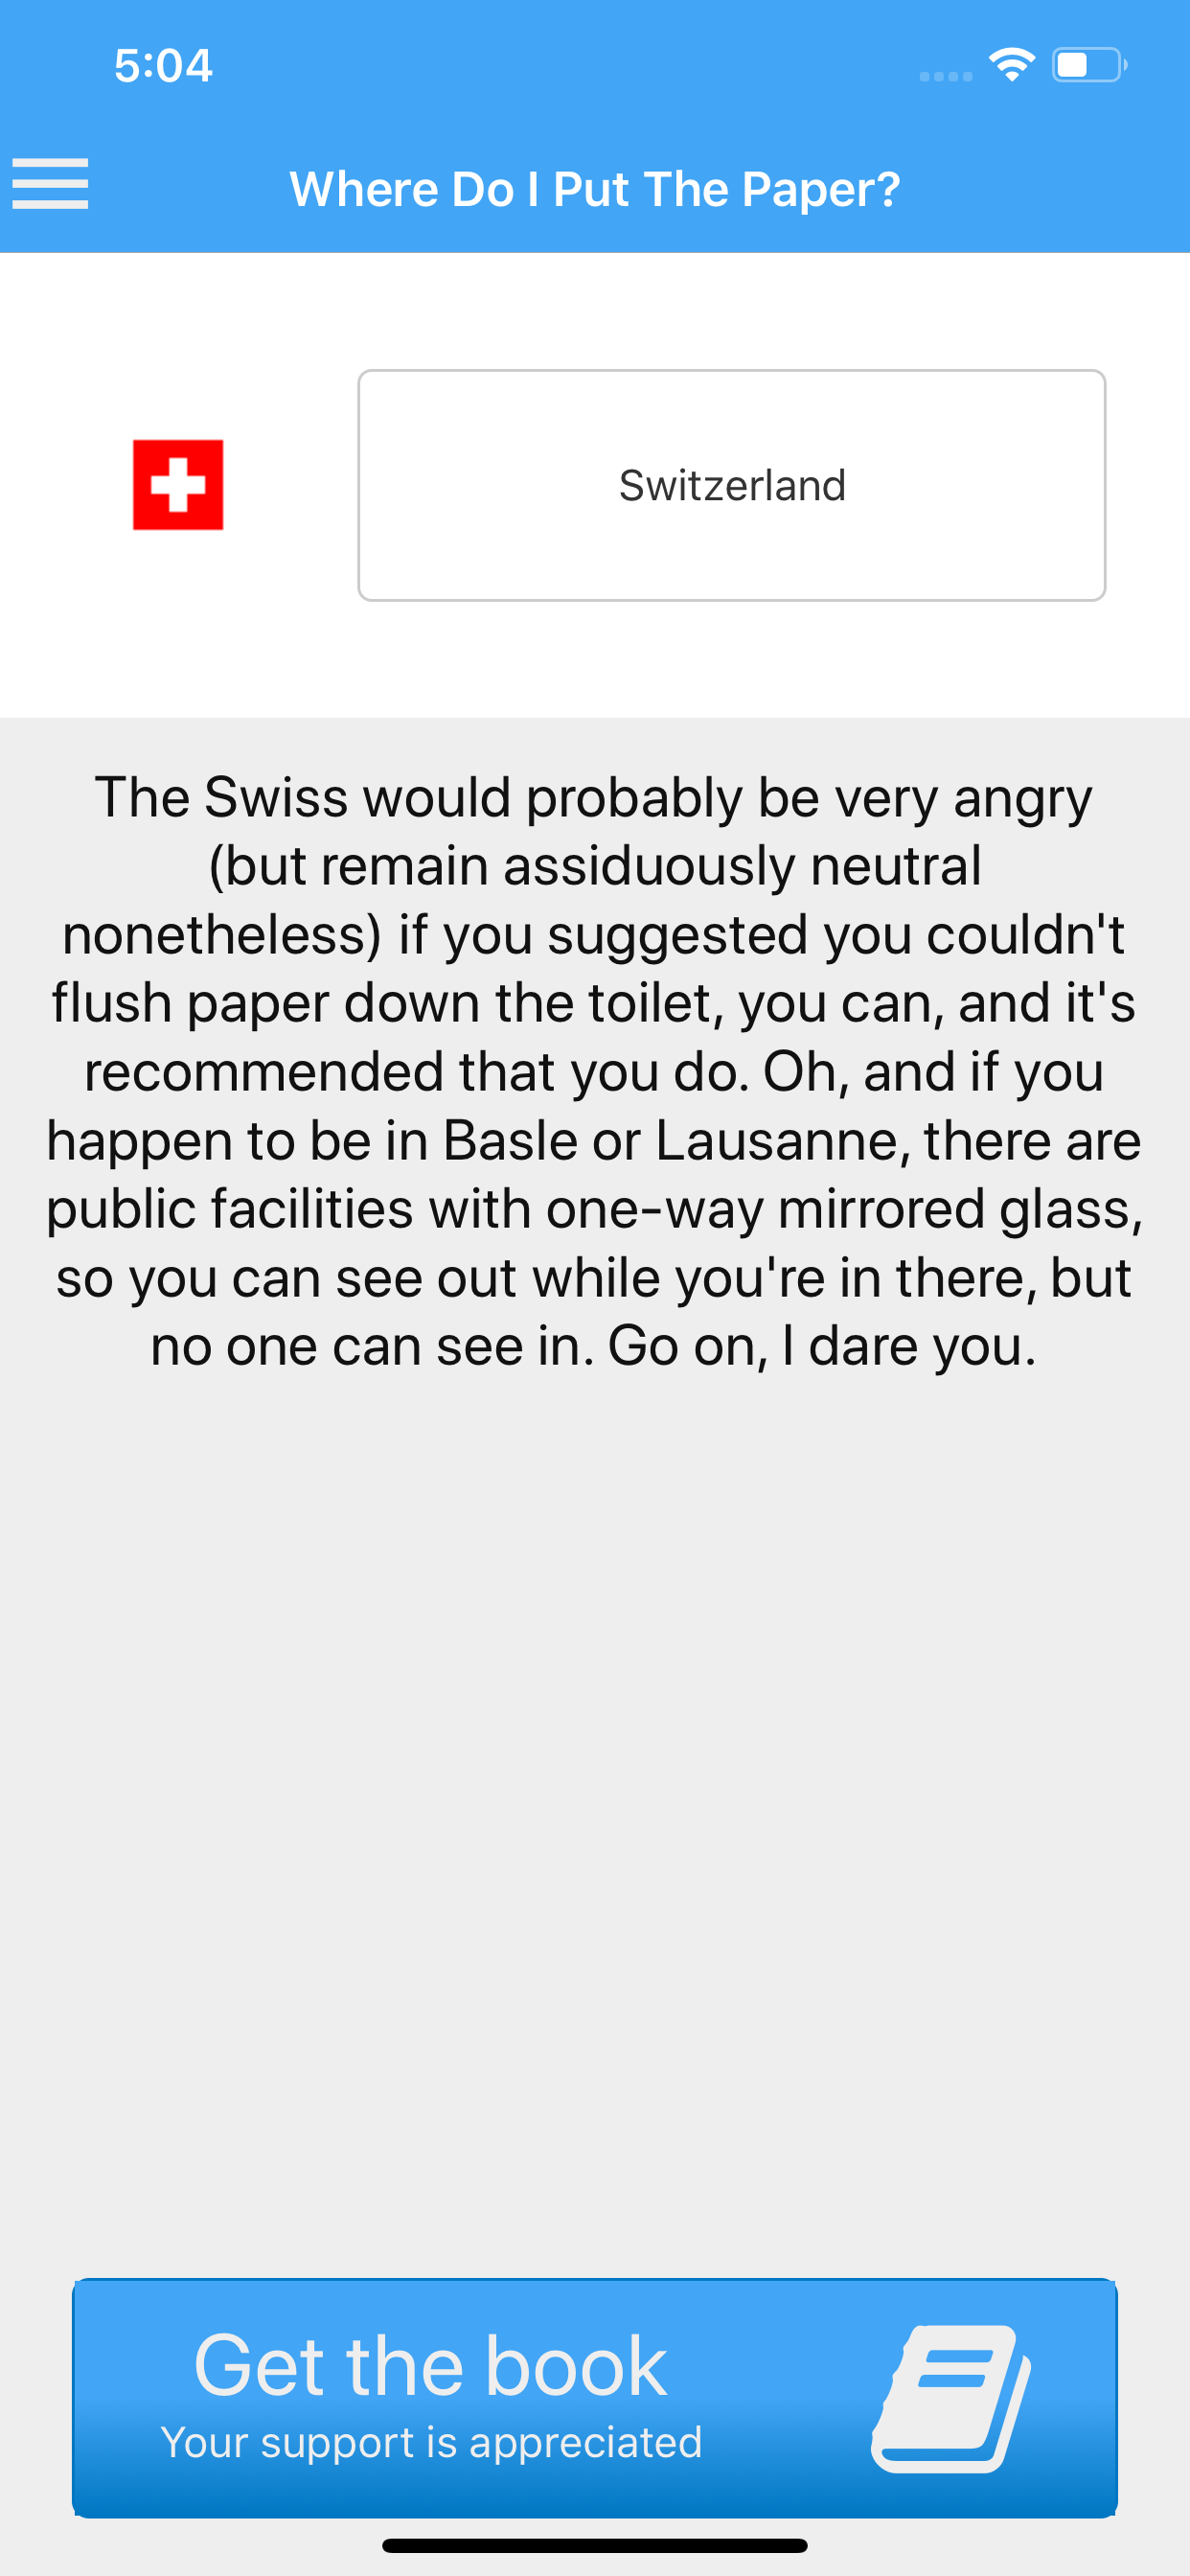 5:04
Where Do I Put The Paper?
Switzerland
The Swiss would probably be very angry
(but remain assiduously neutral
nonetheless) if you suggested you couldn't
flush paper down the toilet, you can, and it's
recommended that you do. Oh, and if you
happen to be in Basle or Lausanne, there are
public facilities with one-way mirrored glass,
so you can see out while you're in there, but
no one can see in. Go on, I dare you.
Get the book
Your support is appreciated